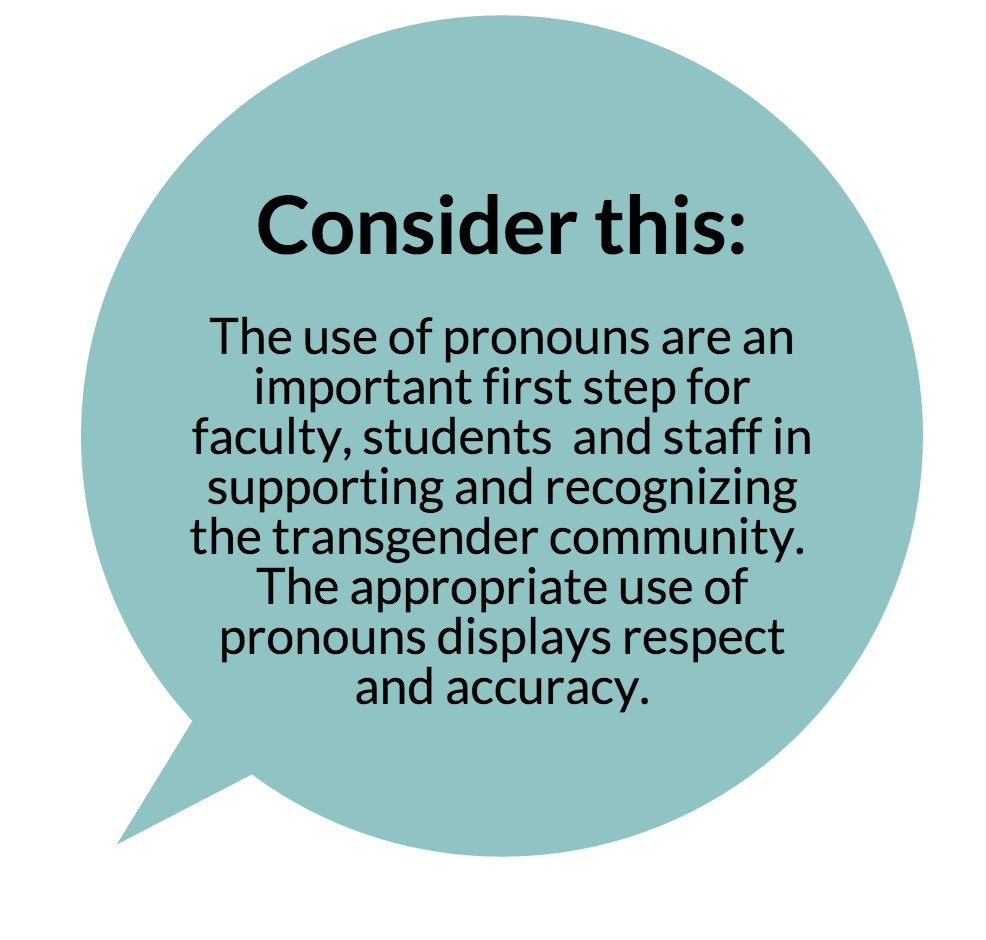 Consider this:
The use of pronouns are an
important first step for
faculty, students  and staff in
supporting and recognizing
the transgender community.
The appropriate use of
pronouns displays respect
and accuracy.